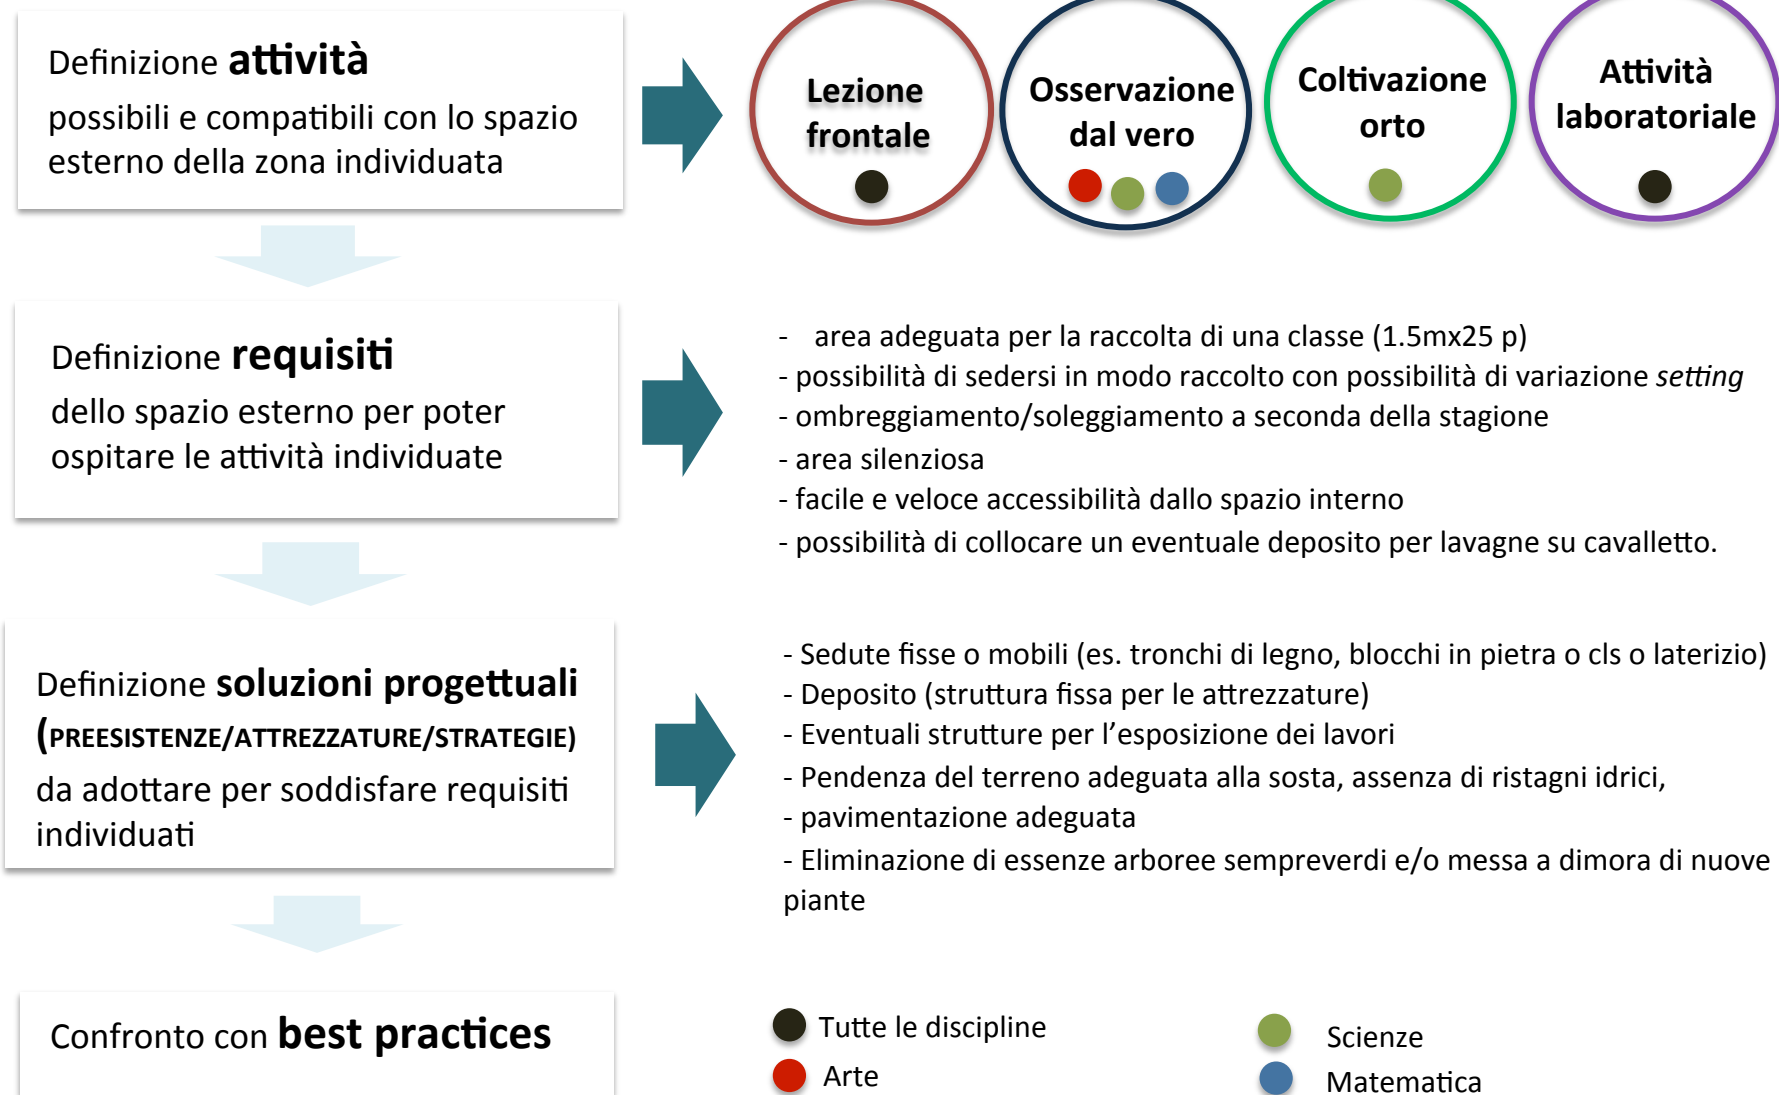 Definizione attività
possibili e compatibili con lo spazio
esterno della zona individuata
Lezione
frontale
Osservazione
dal vero
Coltivazione
orto
Attività
laboratoriale
Definizione requisiti
dello spazio esterno per poter
ospitare le attività individuate
- area adeguata per la raccolta di una classe (1.5mx25 p)
- possibilità di sedersi in modo raccolto con possibilità di variazione setting
- ombreggiamento/soleggiamento a seconda della stagione
- area silenziosa
- facile e veloce accessibilità dallo spazio interno
- possibilità di collocare un eventuale deposito per lavagne su cavalletto.
Definizione soluzioni progettuali
(PREESISTENZE/ATTREZZATURE/STRATEGIE)
da adottare per soddisfare requisiti
individuati
- Sedute fisse o mobili (es. tronchi di legno, blocchi in pietra o cls o laterizio)
- Deposito (struttura fissa per le attrezzature)
- Eventuali strutture per l’esposizione dei lavori
- Pendenza del terreno adeguata alla sosta, assenza di ristagni idrici,
- pavimentazione adeguata
- Eliminazione di essenze arboree sempreverdi e/o messa a dimora di nuove
piante
Confronto con best practices
Tutte le discipline
Arte
Scienze
Matematica